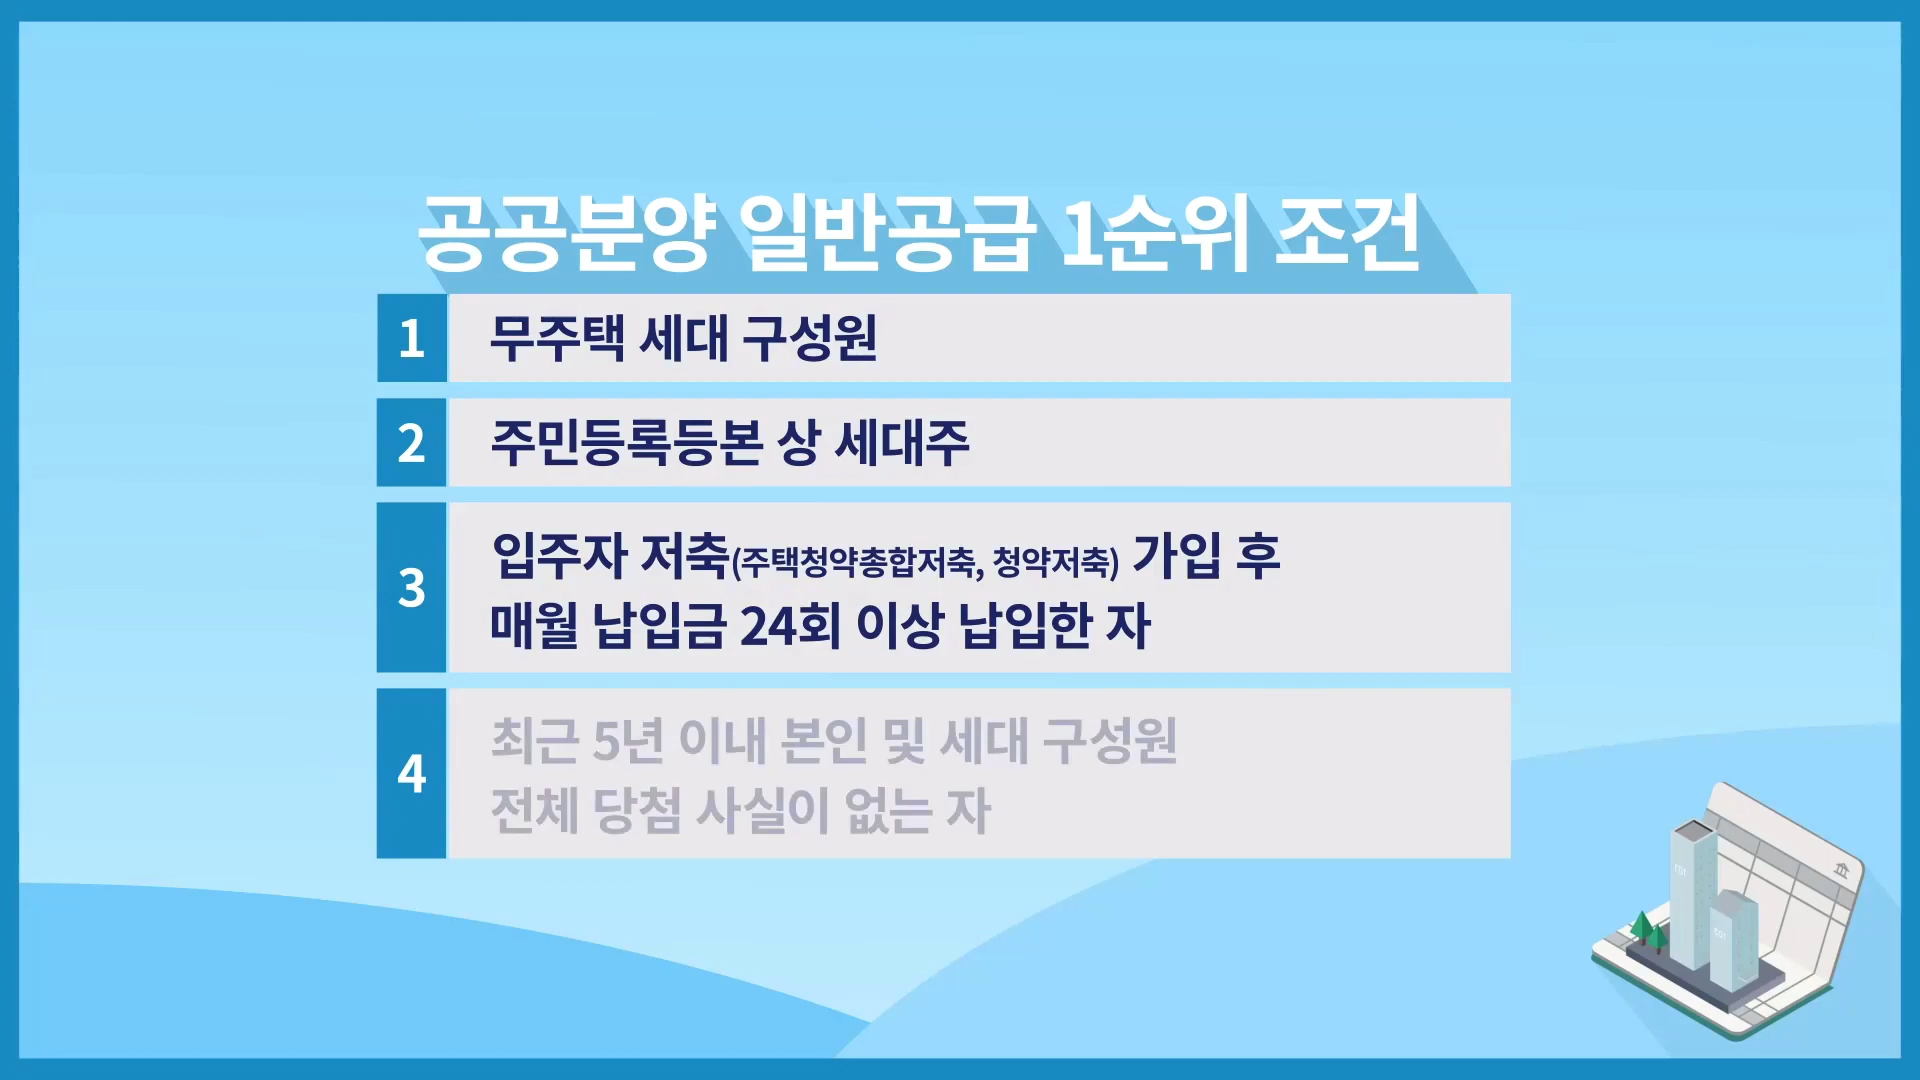 공공분양 일반공급 1순위 조건
1 무주택 세대 구성원
2 주민등록등본 상 세대주
3 입주자 저축(주택청약총합저축, 청약저축) 가입 후
매월 납입금 24회 이상 납입한 자
4 최근 5년 이내 본인 및 세대 구성원
전체 당첨 사실이 없는 자